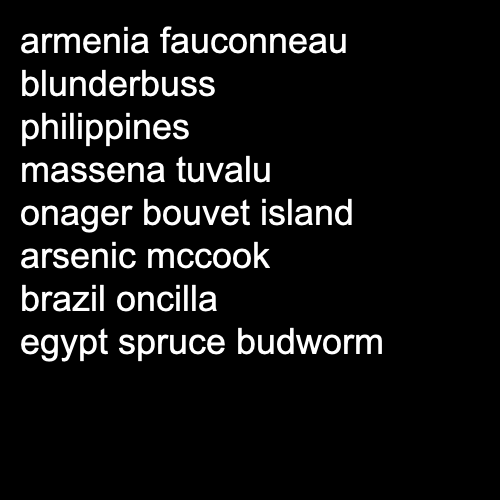 armenia fauconneau
blunderbuss
philippines
massena tuvalu
onager bouvet island
arsenic mccook
brazil oncilla
egypt spruce budworm